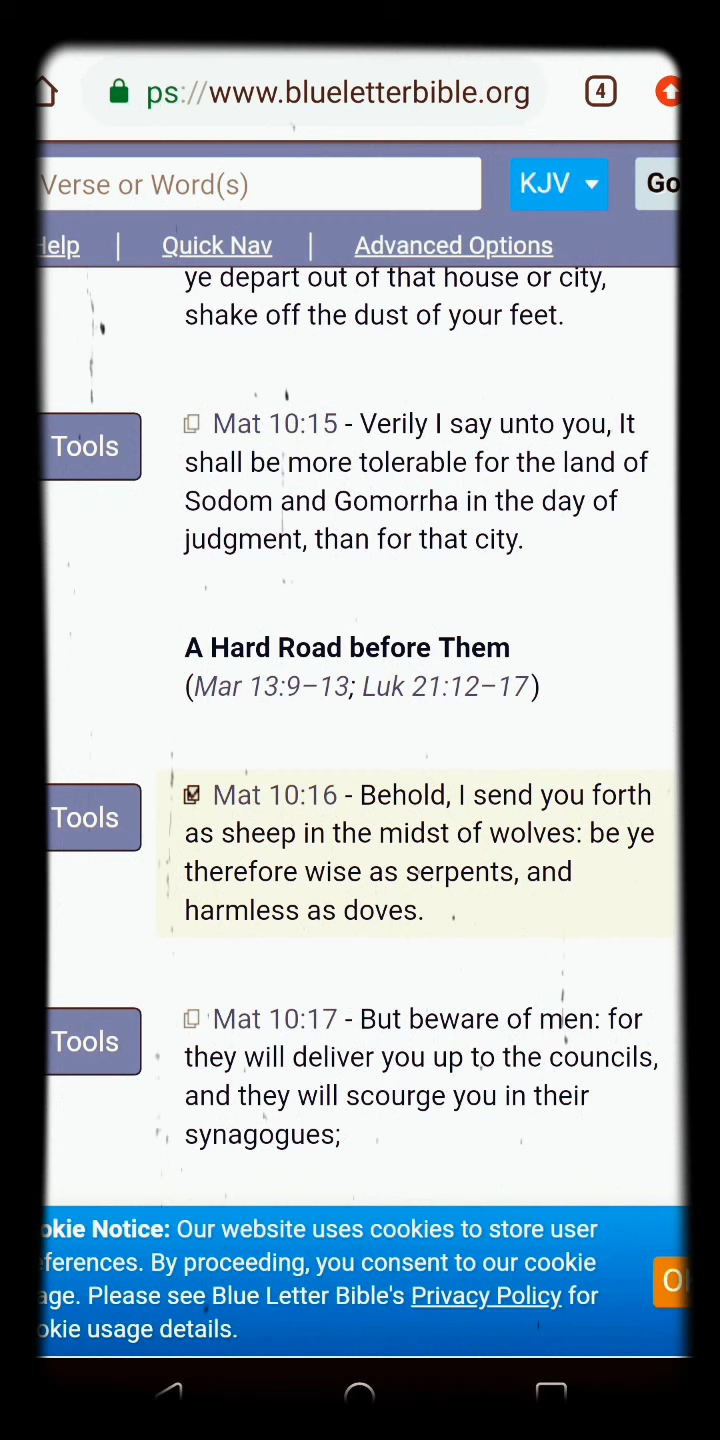 ps://www.blueletterbible.org 4
Verse or Word(s) KJV Go
Help | Quick Nav | Advanced Options
ye depart out of that house or city,
shake off the dust of your feet.
Tools
Mat 10:15 - Verily I say unto you, It
shall be more tolerable for the land of
Sodom and Gomorrha in the day of
judgment, than for that city.
A Hard Road before Them
(Mar 13:9–13; Luk 21:12–17)
Tools
Mat 10:16 - Behold, I send you forth
as sheep in the midst of wolves: be ye
therefore wise as serpents, and
harmless as doves.
Tools
Mat 10:17 - But beware of men: for
they will deliver you up to the councils,
and they will scourge you in their
synagogues;
okie Notice: Our website uses cookies to store user
eferences. By proceeding, you consent to our cookie
age. Please see Blue Letter Bible's Privacy Policy for
okie usage details.